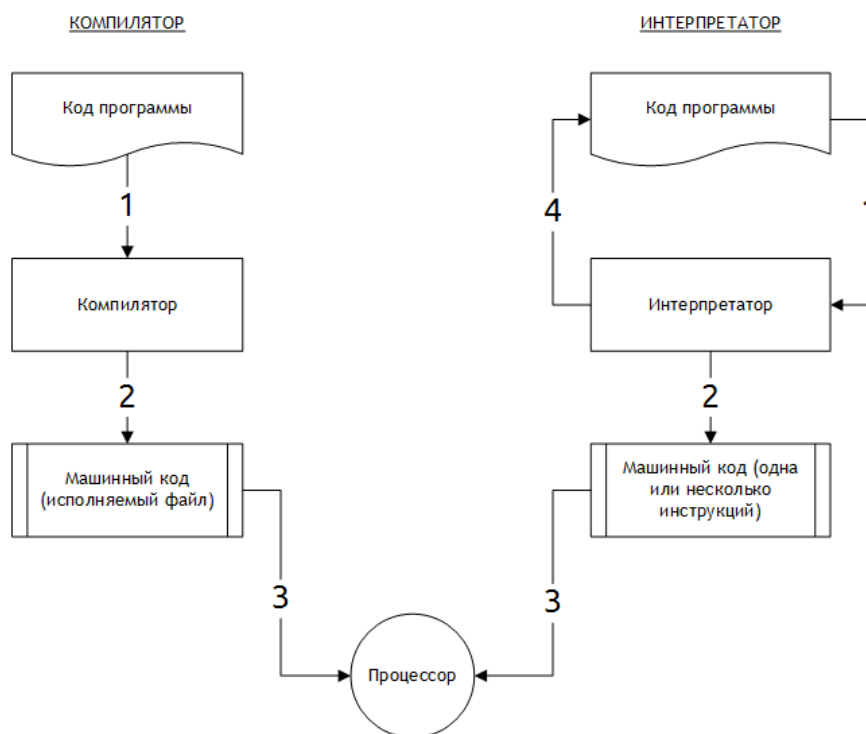 КОМПИЛЯТОР
ИНТЕРПРЕТАТОР
Код программы
Код программы
1
4
Компилятор
Интерпретатор
2
2
Машинный код
(исполняемый файл)
Машинный код (одна
или несколько
инструкций)
3
3
Процессор